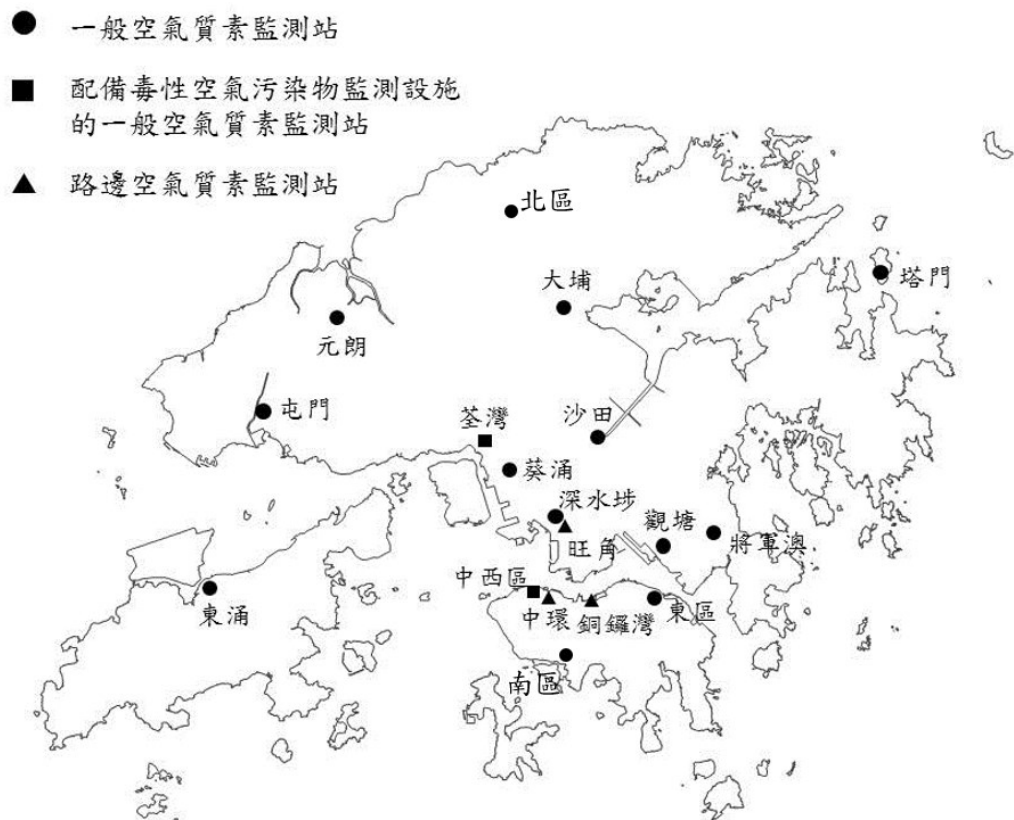 一般空氣質素監測站
配備毒性空氣污染物監測設施
的一般空氣質素監測站
路邊空氣質素監測站
北區
塔門
大埔
元朗
屯門
荃灣
沙田
葵涌
深水埗
觀塘
將軍澳
旺角
中西區
東涌
中環
銅鑼灣
東區
南區